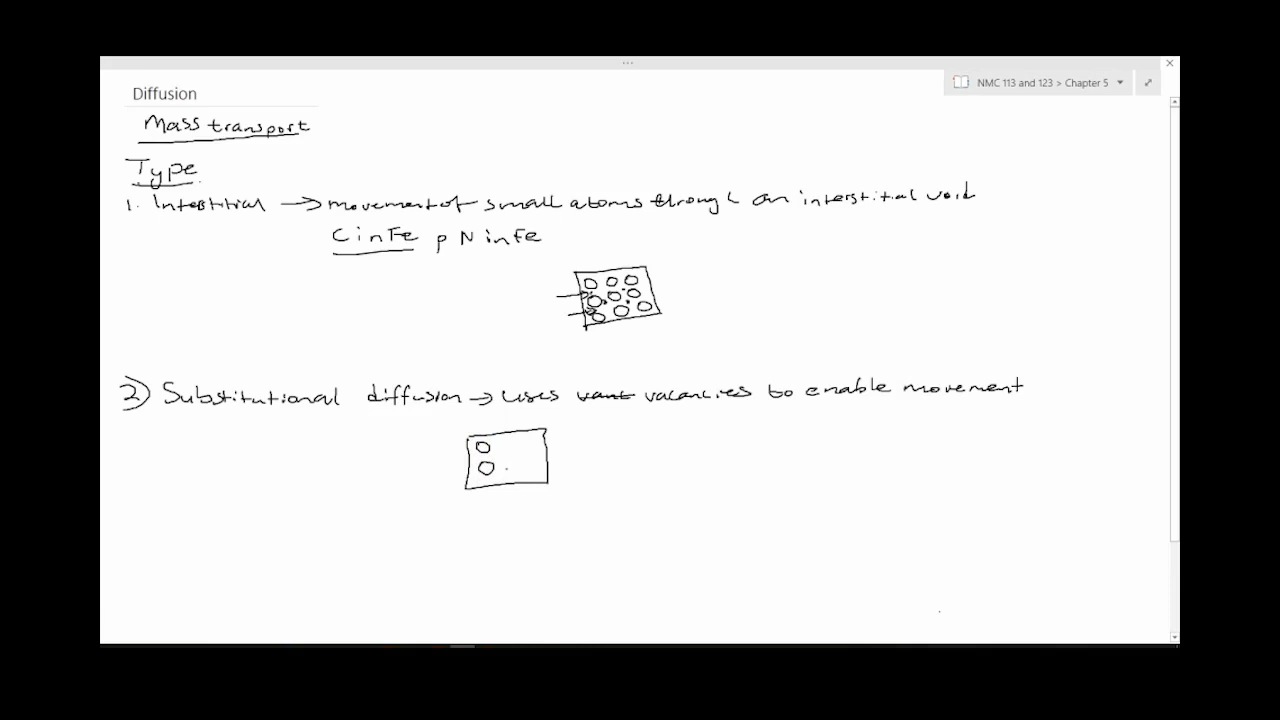 NMC 113 and 123 > Chapter 5
Diffusion
Mass transport
Type
1. Interstitial → movement of small atoms through an interstitial void
C in Fe , N in Fe
2) Substitutional diffusion → uses vacancies to enable movement